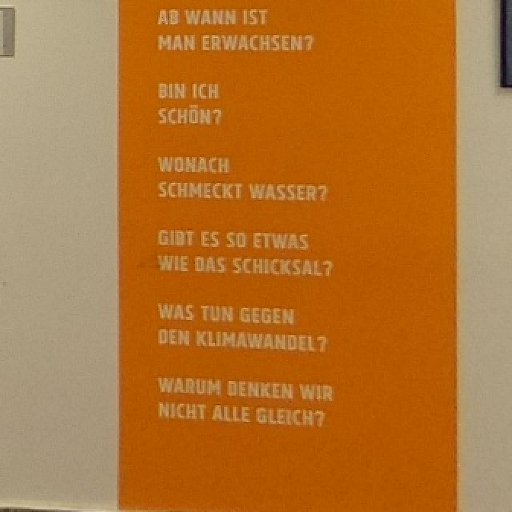 AB WANN IST
MAN ERWACHSEN?
BIN ICH
SCHÖN?
WONACH
SCHMECKT WASSER?
GIBT ES SO ETWAS
WIE DAS SCHICKSAL?
WAS TUN GEGEN
DEN KLIMAWANDEL?
WARUM DENKEN WIR
NICHT ALLE GLEICH?